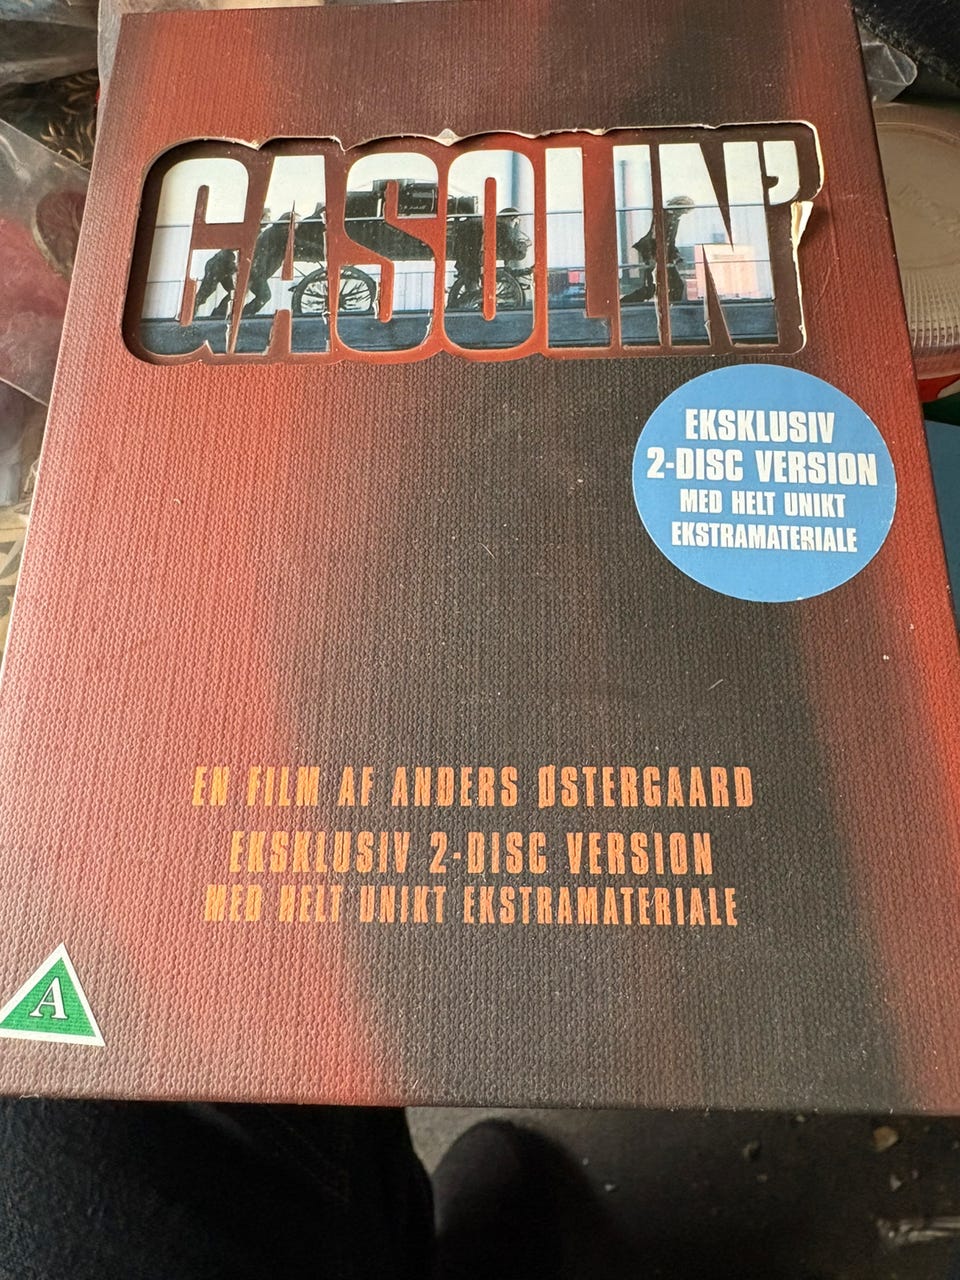 GASOLIN'
EKSKLUSIV
2-DISC VERSION
MED HELT UNIKT
EKSTRAMATERIALE
EN FILM AF ANDERS ØSTERGAARD
EKSKLUSIV 2-DISC VERSION
MED HELT UNIKT EKSTRAMATERIALE
A